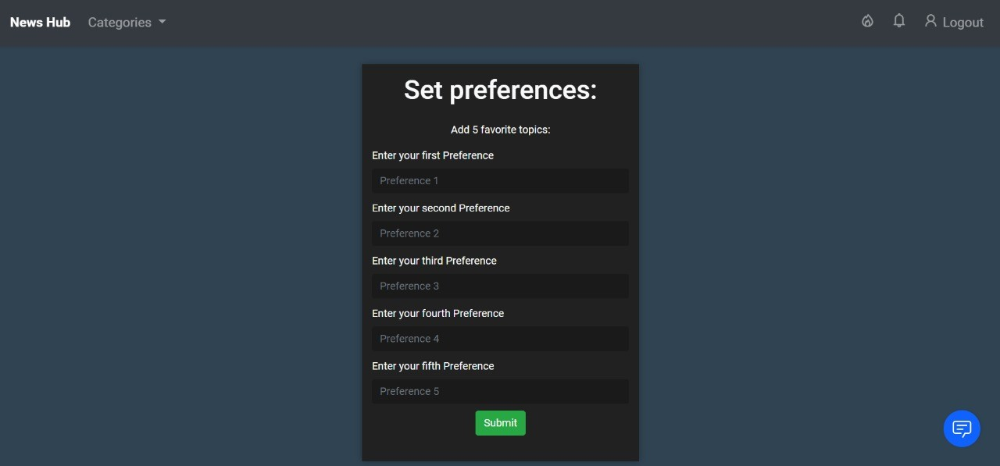 News Hub Categories Logout
Set preferences:
Add 5 favorite topics:
Enter your first Preference
Preference 1
Enter your second Preference
Preference 2
Enter your third Preference
Preference 3
Enter your fourth Preference
Preference 4
Enter your fifth Preference
Preference 5
Submit